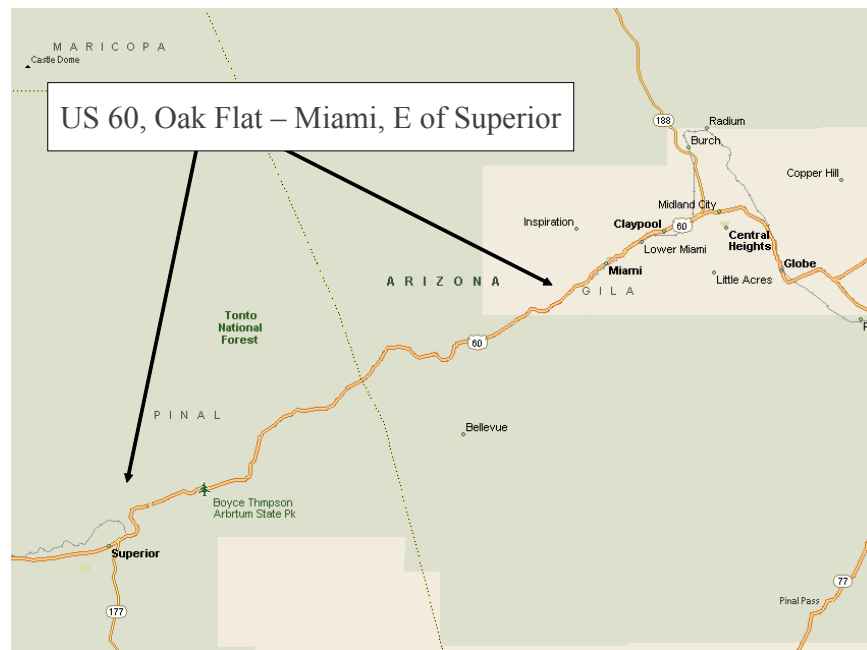 MARICOPA
Castle Dome
US 60, Oak Flat – Miami, E of Superior
188
Radium
Burch
Copper Hill
Midland City
Inspiration
Claypool
60
Central
Heights
Lower Miami
Globe
Miami
Little Acres
ARIZONA
GILA
Tonto
National
Forest
60
PINAL
Bellevue
Boyce Thmpson
Arbrtum State Pk
Superior
77
Pinal Pass
177